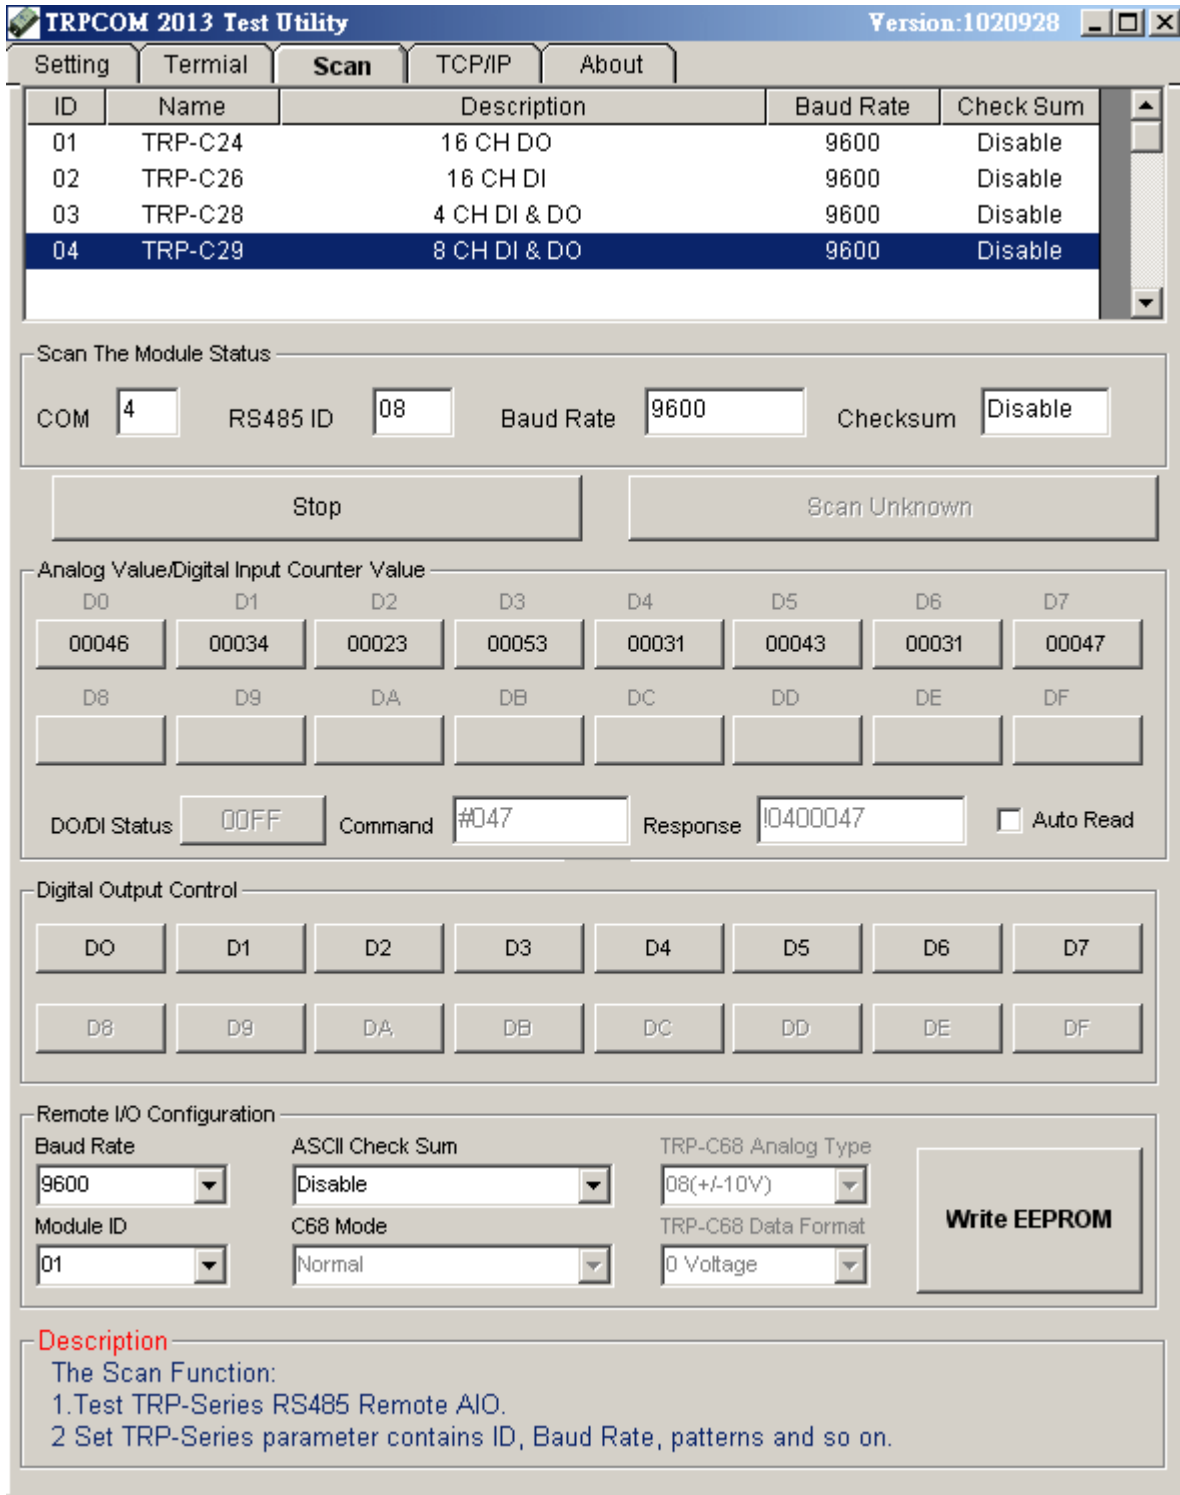 TRPCOM 2013 Test Utility Version:1020928
Setting Termial Scan TCP/IP About
ID Name Description Baud Rate Check Sum
01 TRP-C24 16 CH DO 9600 Disable
02 TRP-C26 16 CH DI 9600 Disable
03 TRP-C28 4 CH DI & DO 9600 Disable
04 TRP-C29 8 CH DI & DO 9600 Disable
Scan The Module Status
COM 4 RS485 ID 08 Baud Rate 9600 Checksum Disable
Stop Scan Unknown
Analog Value/Digital Input Counter Value
D0 D1 D2 D3 D4 D5 D6 D7
00046 00034 00023 00053 00031 00043 00031 00047
D8 D9 DA DB DC DD DE DF
DO/DI Status 00FF Command #047 Response !0400047 Auto Read
Digital Output Control
DO D1 D2 D3 D4 D5 D6 D7
D8 D9 DA DB DC DD DE DF
Remote I/O Configuration
Baud Rate ASCII Check Sum TRP-C68 Analog Type
9600 Disable 08(+/-10V)
Module ID C68 Mode TRP-C68 Data Format
01 Normal 0 Voltage
Write EEPROM
Description
The Scan Function:
1.Test TRP-Series RS485 Remote AIO.
2 Set TRP-Series parameter contains ID, Baud Rate, patterns and so on.